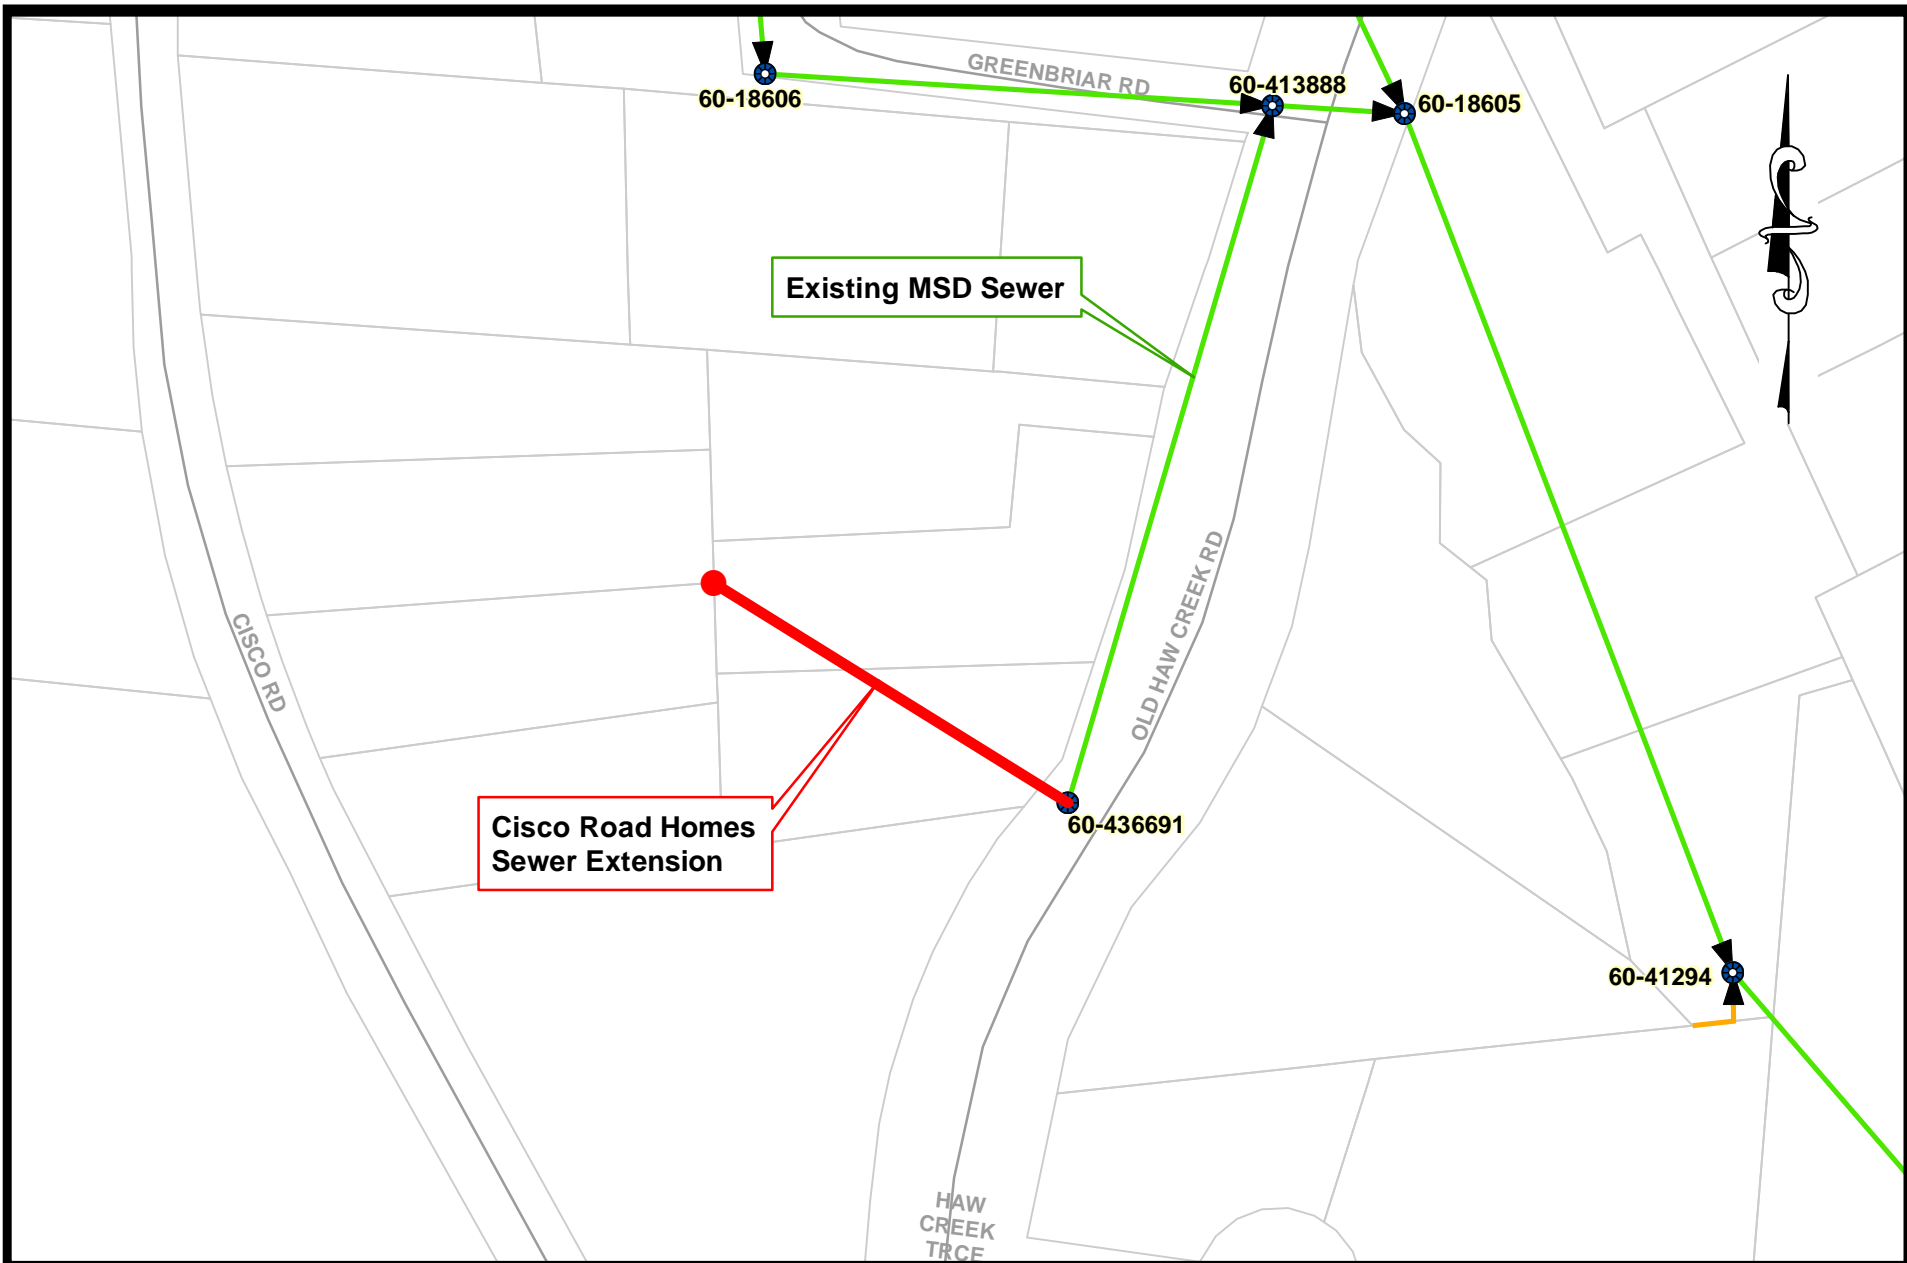 GREENBRIAR RD
60-18606
60-413888
60-18605
Existing MSD Sewer
OLD HAW CREEK RD
CISCO RD
Cisco Road Homes
Sewer Extension
60-436691
60-41294
HAW
CREEK
TRCE